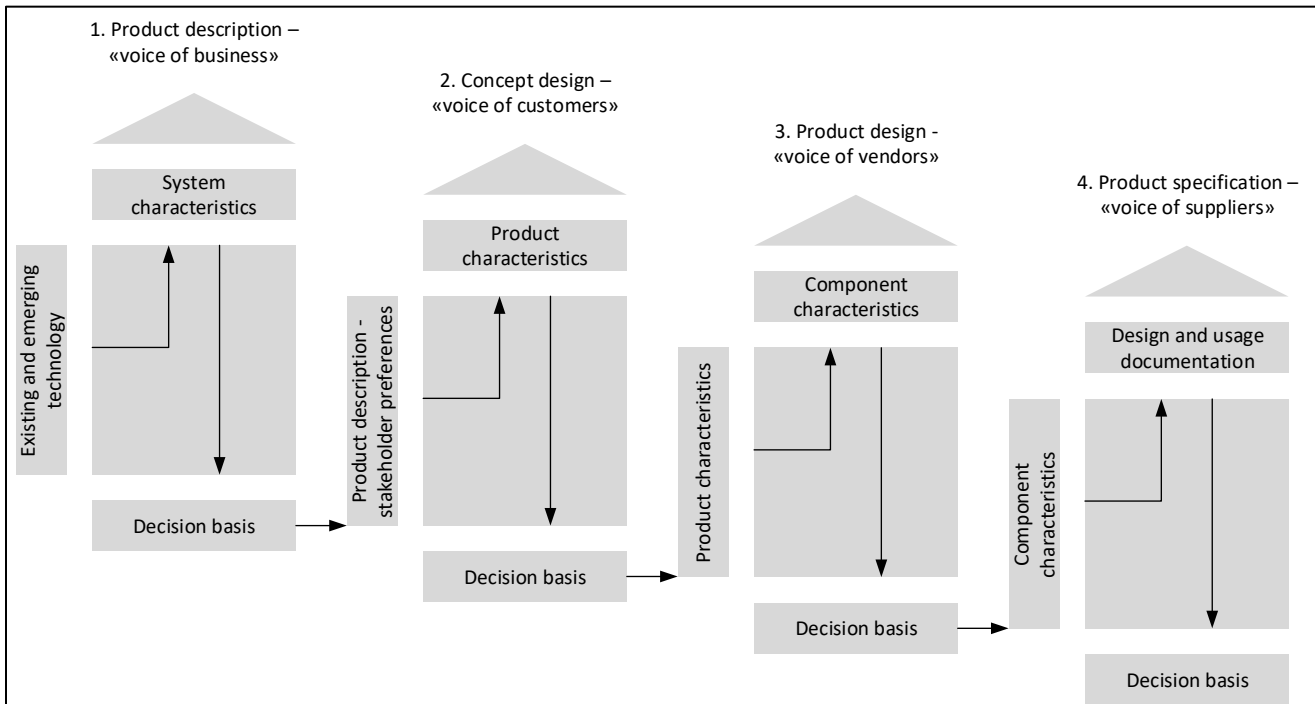 1. Product description –
«voice of business»
System
characteristics
Existing and emerging
technology
Decision basis
2. Concept design –
«voice of customers»
Product
characteristics
Product description -
stakeholder preferences
Decision basis
3. Product design -
«voice of vendors»
Component
characteristics
Product characteristics
Decision basis
4. Product specification –
«voice of suppliers»
Design and usage
documentation
Component
characteristics
Decision basis